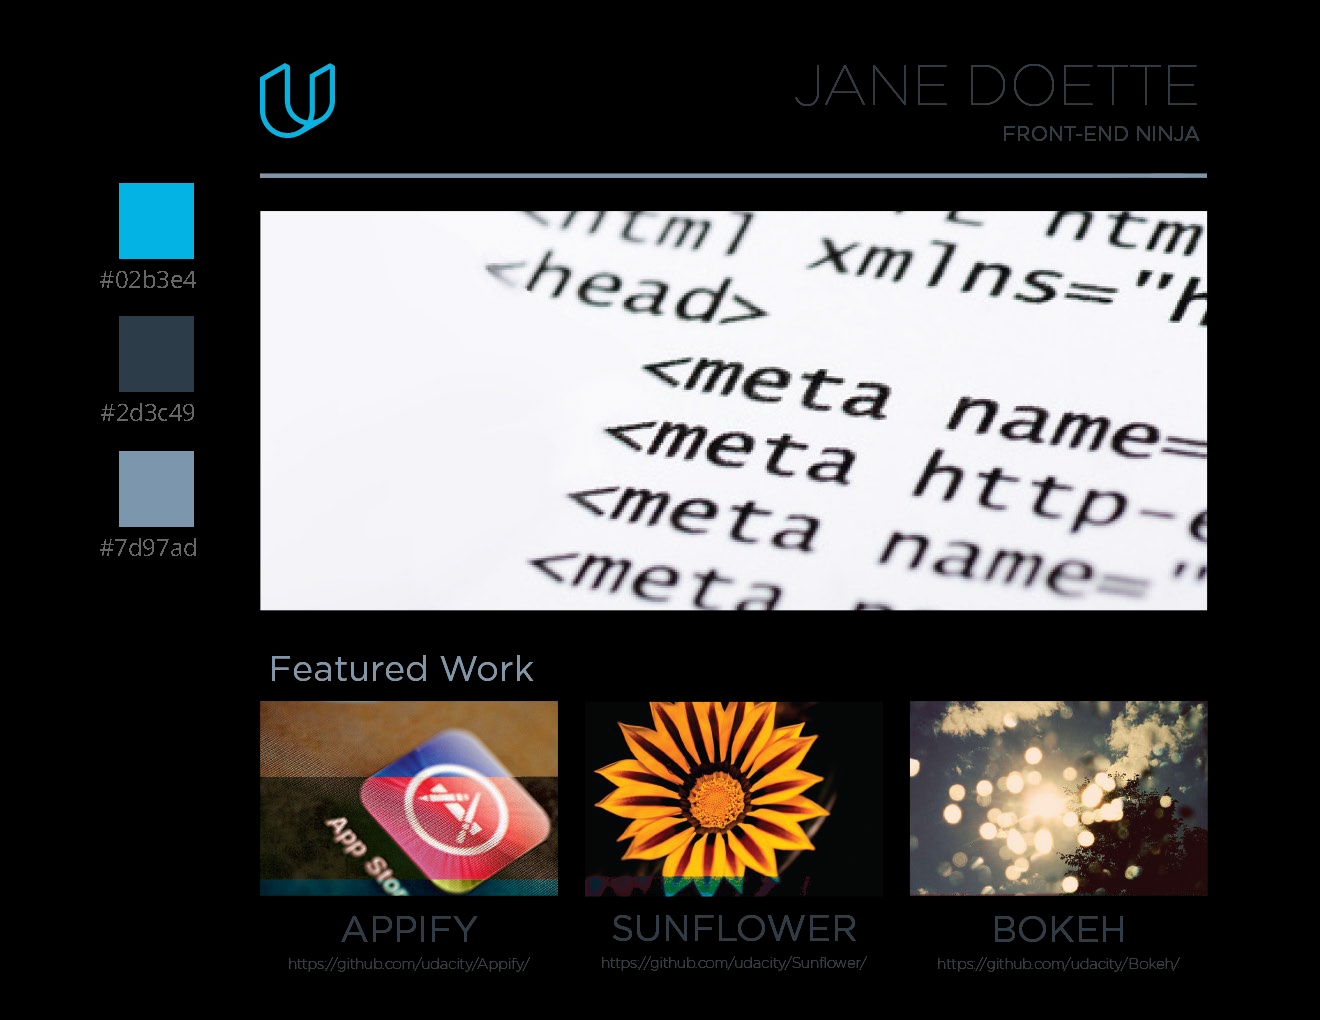 JANE DOETTE
FRONT-END NINJA
#02b3e4
#2d3c49
#7d97ad
<html
htm
<head>
xmlns="h
<meta name=
<meta http-e
<meta name="
<meta
Featured Work
App Stor
APPIFY
https://github.com/udacity/Appify/
SUNFLOWER
https://github.com/udacity/Sunflower/
BOKEH
https://github.com/udacity/Bokeh/